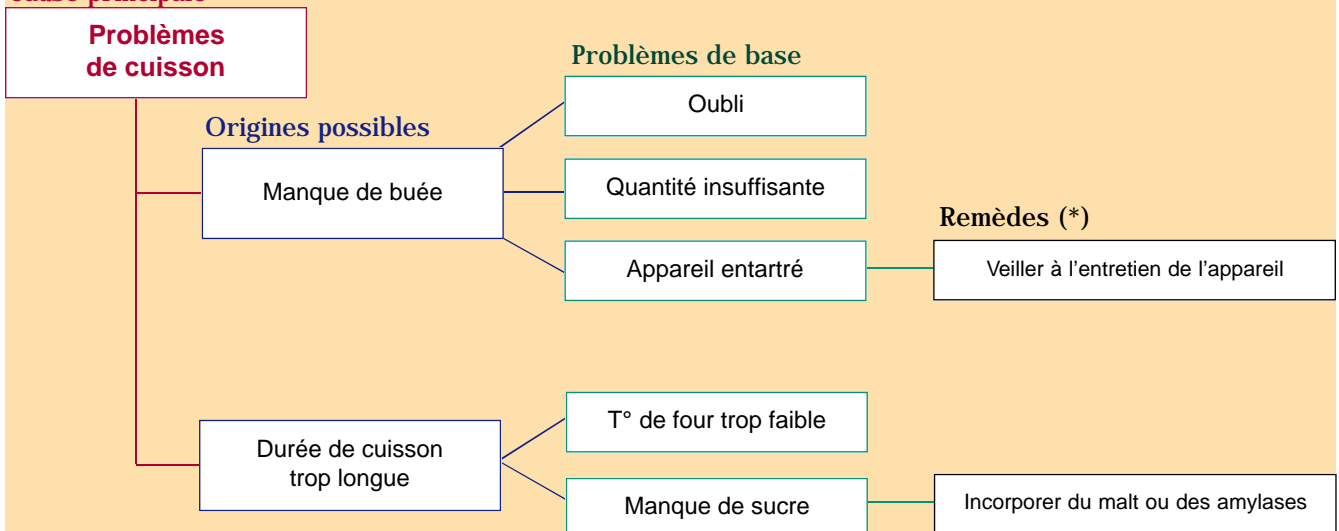 Problèmes
de cuisson
Problèmes de base
Oubli
Origines possibles
Manque de buée
Quantité insuffisante
Remèdes (*)
Appareil entartré
Veiller à l’entretien de l’appareil
T° de four trop faible
Durée de cuisson
trop longue
Manque de sucre
Incorporer du malt ou des amylases